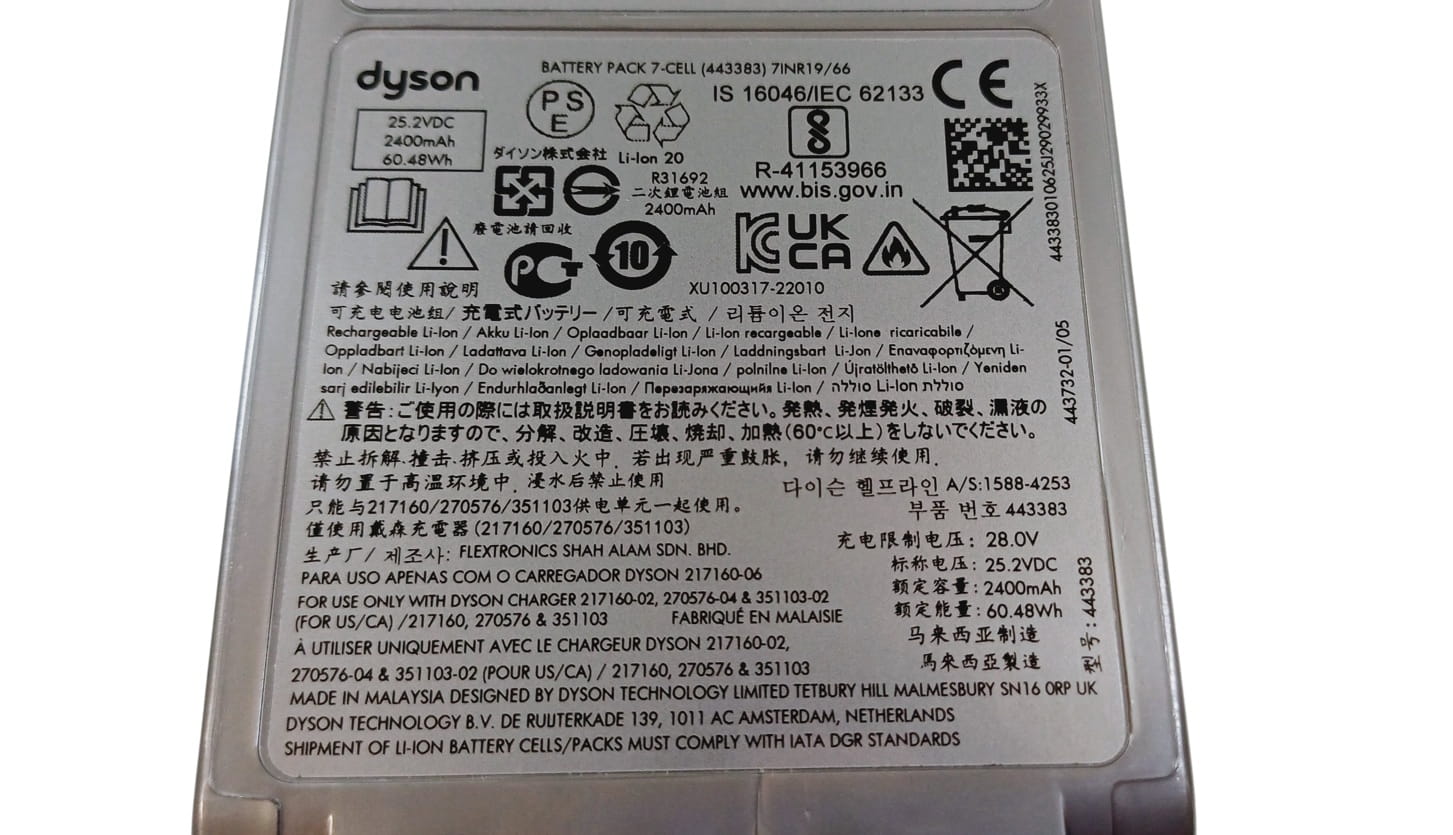 dyson
BATTERY PACK 7-CELL (443383) 7INR19/66
25.2VDC
2400mAh
60.48Wh
PS
E
ダイソン株式会社
Li-Ion 20
IS 16046/IEC 62133
CE
R-41153966
www.bis.gov.in
R31692
二次鋰電池組
2400mAh
廢電池請回收
10
UK
CA
XU100317-22010
443383010625J29029933X
請參閱使用說明
可充电电池组/ 充電式バッテリー /可充電式 / 리튬이온 전지
Rechargeable Li-Ion / Akku Li-Ion / Oplaadbaar Li-Ion / Li-Ion recargeable / Li-Ione ricaricabile /
Oppladbart Li-Ion / Ladattava Li-Ion / Genopladeligt Li-Ion / Laddningsbart Li-Jon / Επαναφορτιζόμενη Li-
Ion / Nabijeci Li-Ion / Do wielokrotnego ladowania Li-Jona / polnilne Li-Ion / Újratölthető Li-Ion / Yeniden
sarj edilebilir Li-Iyon / Endurhlaðanlegt Li-Ion / Перезаряжающийя Li-Ion / סוללה Li-Ion סוללת
443732-01/05
警告:ご使用の際には取扱説明書をお読みください。発熱、発煙発火、破裂、漏液の
原因となりますので、分解、改造、圧壊、焼却、加熱(60℃以上)をしないでください。
禁止拆解.撞击.挤压或投入火中. 若出现严重鼓胀, 请勿继续使用.
请勿置于高温环境中. 浸水后禁止使用
다이슨 헬프라인 A/S:1588-4253
只能与217160/270576/351103供电单元一起使用。
부품 번호 443383
僅使用戴森充電器(217160/270576/351103)
生产厂/ 제조사: FLEXTRONICS SHAH ALAM SDN. BHD.
充电限制电压: 28.0V
标称电压: 25.2VDC
额定容量: 2400mAh
额定能量: 60.48Wh
马来西亚制造
馬來西亞製造
型号: 443383
PARA USO APENAS COM O CARREGADOR DYSON 217160-06
FOR USE ONLY WITH DYSON CHARGER 217160-02, 270576-04 & 351103-02
(FOR US/CA) /217160, 270576 & 351103 FABRIQUÉ EN MALAISIE
À UTILISER UNIQUEMENT AVEC LE CHARGEUR DYSON 217160-02,
270576-04 & 351103-02 (POUR US/CA) / 217160, 270576 & 351103
MADE IN MALAYSIA DESIGNED BY DYSON TECHNOLOGY LIMITED TETBURY HILL MALMESBURY SN16 0RP UK
DYSON TECHNOLOGY B.V. DE RUIJTERKADE 139, 1011 AC AMSTERDAM, NETHERLANDS
SHIPMENT OF LI-ION BATTERY CELLS/PACKS MUST COMPLY WITH IATA DGR STANDARDS